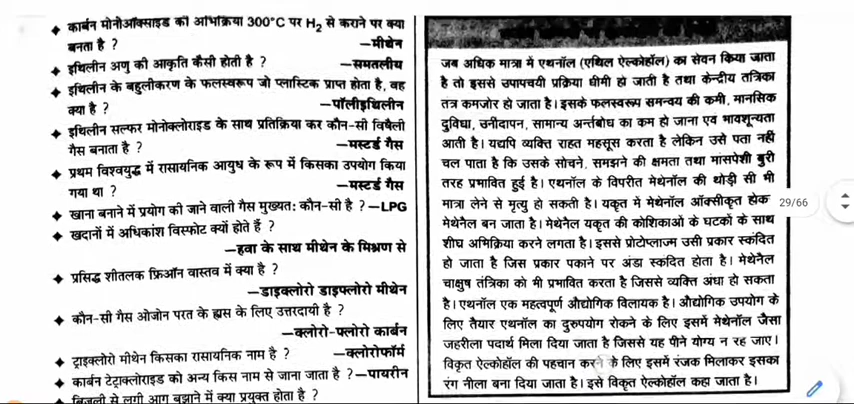 ◆ कार्बन मोनोऑक्साइड की अभिक्रिया 300°C पर H₂ से कराने पर क्या
बनता है ? —मीथेन
◆ इथिलीन अणु की आकृति कैसी होती है ? —समतलीय
◆ इथिलीन के बहुलीकरण के फलस्वरूप जो प्लास्टिक प्राप्त होता है, वह
क्या है ? —पॉलीइथिलीन
◆ इथिलीन सल्फर मोनोक्लोराइड के साथ प्रतिक्रिया कर कौन-सी विषैली
गैस बनाता है ? —मस्टर्ड गैस
◆ प्रथम विश्वयुद्ध में रासायनिक आयुध के रूप में किसका उपयोग किया
गया था ? —मस्टर्ड गैस
◆ खाना बनाने में प्रयोग की जाने वाली गैस मुख्यतः कौन-सी है ? —LPG
◆ खदानों में अधिकांश विस्फोट क्यों होते हैं ?
—हवा के साथ मीथेन के मिश्रण से
◆ प्रसिद्ध शीतलक फ्रिऑन वास्तव में क्या है ?
—डाइक्लोरो डाइफ्लोरो मीथेन
◆ कौन-सी गैस ओजोन परत के ह्रास के लिए उत्तरदायी है ?
—क्लोरो-फ्लोरो कार्बन
◆ ट्राइक्लोरो मीथेन किसका रासायनिक नाम है ? —क्लोरोफॉर्म
◆ कार्बन टेट्राक्लोराइड को अन्य किस नाम से जाना जाता है ? —पायरीन
◆ बिजली से लगी आग बुझाने में क्या प्रयुक्त होता है ?
जब अधिक मात्रा में एथनॉल (एथिल ऐल्कोहॉल) का सेवन किया जाता
है तो इससे उपापचयी प्रक्रिया धीमी हो जाती है तथा केन्द्रीय तंत्रिका
तंत्र कमजोर हो जाता है। इसके फलस्वरूप समन्वय की कमी, मानसिक
दुविधा, उनींदापन, सामान्य अर्न्तबोध का कम हो जाना एवं भावशून्यता
आती है। यद्यपि व्यक्ति राहत महसूस करता है लेकिन उसे पता नहीं
चल पाता है कि उसके सोचने, समझने की क्षमता तथा मांसपेशी बुरी
तरह प्रभावित हुई है। एथनॉल के विपरीत मेथेनॉल की थोड़ी सी भी
मात्रा लेने से मृत्यु हो सकती है। यकृत में मेथेनॉल ऑक्सीकृत होक
मेथेनैल बन जाता है। मेथेनैल यकृत की कोशिकाओं के घटकों के साथ
शीघ्र अभिक्रिया करने लगता है। इससे प्रोटोप्लाज्म उसी प्रकार स्कंदित
हो जाता है जिस प्रकार पकाने पर अंडा स्कंदित होता है। मेथेनैल
चाक्षुष तंत्रिका को भी प्रभावित करता है जिससे व्यक्ति अंधा हो सकता
है। एथनॉल एक महत्वपूर्ण औद्योगिक विलायक है। औद्योगिक उपयोग के
लिए तैयार एथनॉल का दुरुपयोग रोकने के लिए इसमें मेथेनॉल जैसा
जहरीला पदार्थ मिला दिया जाता है जिससे यह पीने योग्य न रह जाए।
विकृत ऐल्कोहॉल की पहचान करने के लिए इसमें रंजक मिलाकर इसका
रंग नीला बना दिया जाता है। इसे विकृत ऐल्कोहॉल कहा जाता है।
29/66